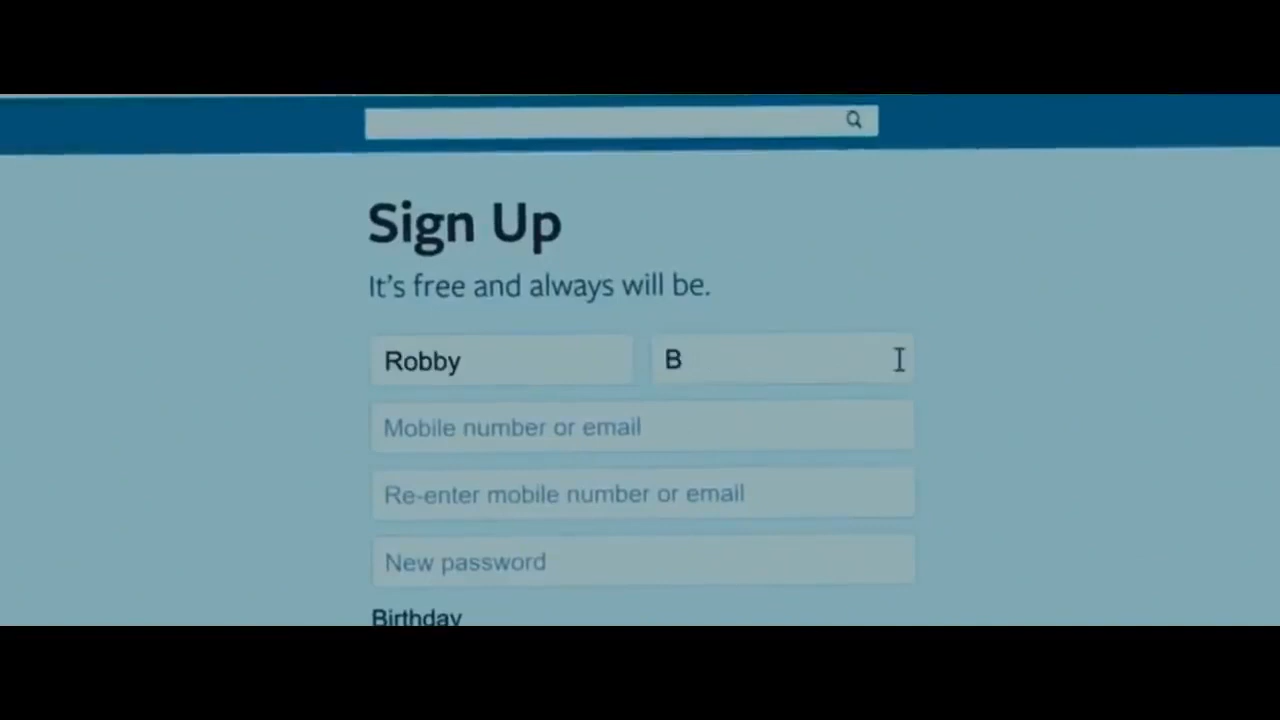 Sign Up
It's free and always will be.
Robby B
Mobile number or email
Re-enter mobile number or email
New password
Birthday